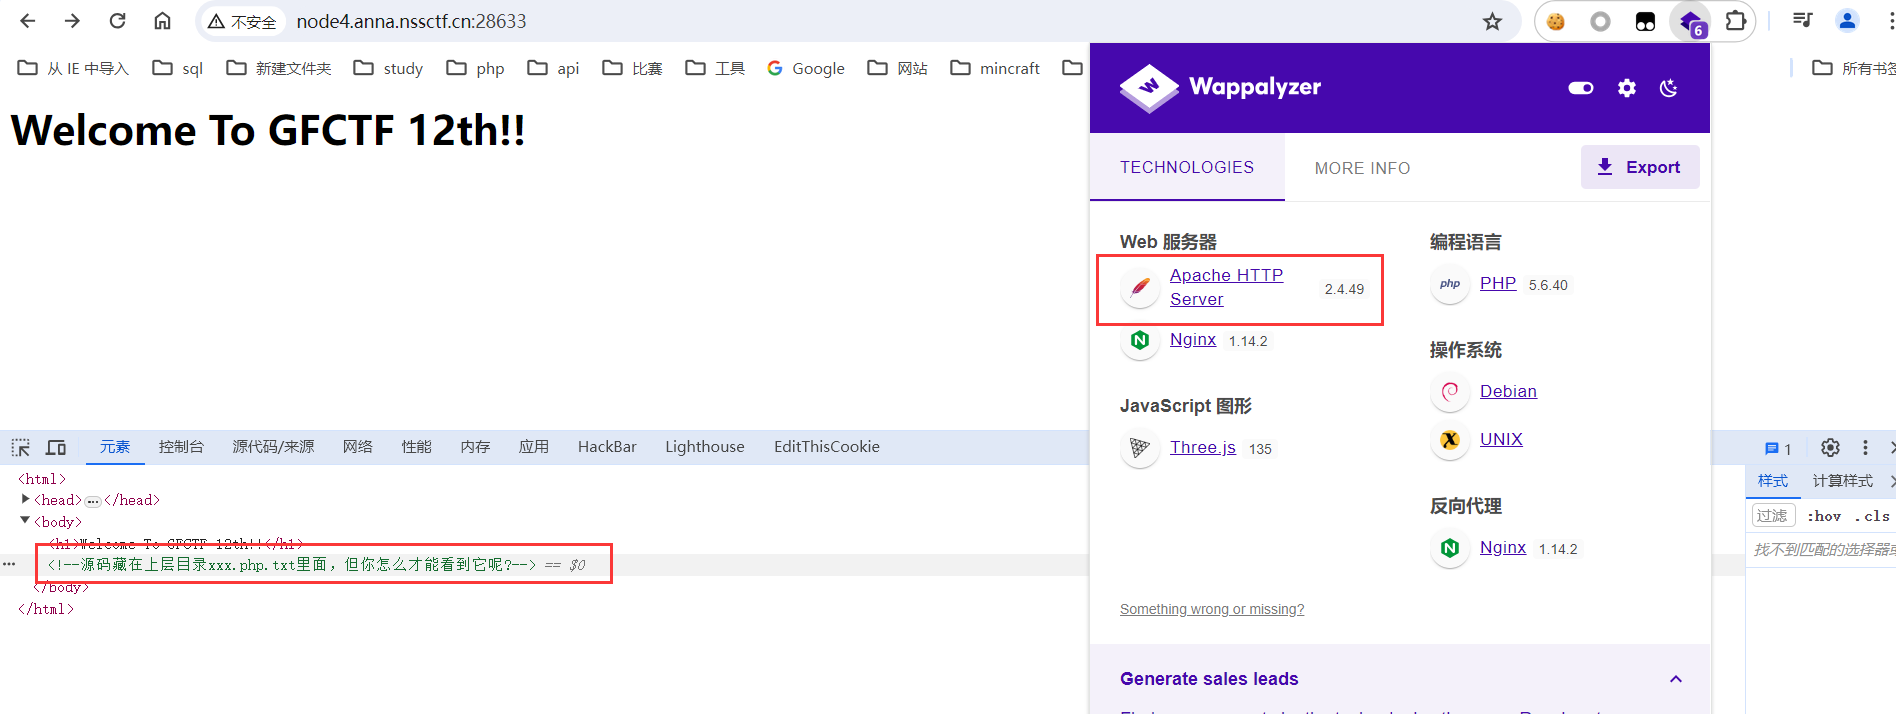 不安全 node4.anna.nssctf.cn:28633
6
从 IE 中导入 sql 新建文件夹 study php api 比赛 工具 Google 网站 mincraft 所有书签
Welcome To GFCTF 12th!!
Wappalyzer
TECHNOLOGIES MORE INFO Export
Web 服务器
Apache HTTP Server 2.4.49
Nginx 1.14.2
JavaScript 图形
Three.js 135
编程语言
php PHP 5.6.40
操作系统
Debian
UNIX
反向代理
Nginx 1.14.2
Something wrong or missing?
Generate sales leads
元素 控制台 源代码/来源 网络 性能 内存 应用 HackBar Lighthouse EditThisCookie 1
<html>
<head> ••• </head>
<body>
<h1>Welcome To GFCTF 12th!!</h1>
<!--源码藏在上层目录xxx.php.txt里面，但你怎么才能看到它呢?--> == $0
</body>
</html>
样式 计算样式
过滤 :hov .cls
找不到匹配的选择器或